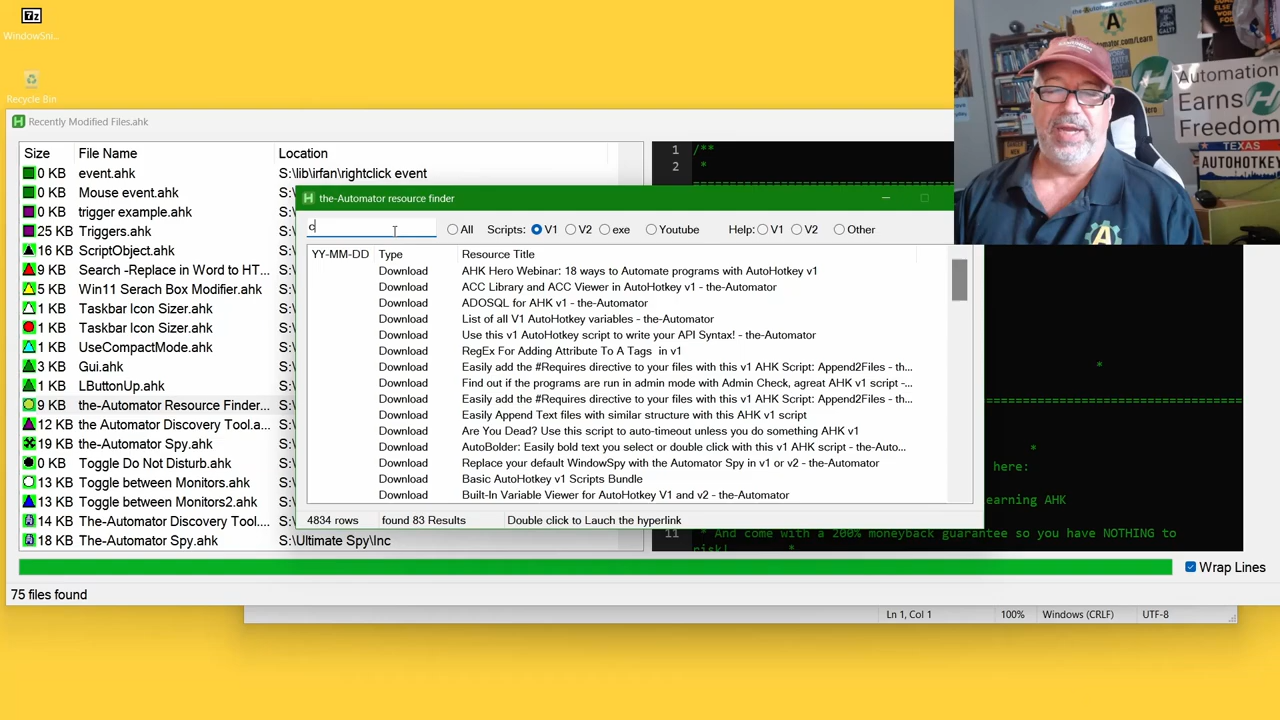 WindowSni...
Recycle Bin
Recently Modified Files.ahk
Size File Name Location
0 KB event.ahk S:\lib\irfan\rightclick event
0 KB Mouse event.ahk
0 KB trigger example.ahk
25 KB Triggers.ahk
16 KB ScriptObject.ahk
9 KB Search -Replace in Word to HT...
5 KB Win11 Serach Box Modifier.ahk
1 KB Taskbar Icon Sizer.ahk
1 KB Taskbar Icon Sizer.ahk
1 KB UseCompactMode.ahk
3 KB Gui.ahk
1 KB LButtonUp.ahk
9 KB the-Automator Resource Finder...
12 KB the Automator Discovery Tool.a...
19 KB the-Automator Spy.ahk
0 KB Toggle Do Not Disturb.ahk
13 KB Toggle between Monitors.ahk
13 KB Toggle between Monitors2.ahk
14 KB The-Automator Discovery Tool....
18 KB The-Automator Spy.ahk S:\Ultimate Spy\Inc
75 files found
Wrap Lines
1 /**
2 *
the-Automator resource finder
c
All Scripts: V1 V2 exe Youtube Help: V1 V2 Other
YY-MM-DD Type Resource Title
Download AHK Hero Webinar: 18 ways to Automate programs with AutoHotkey v1
Download ACC Library and ACC Viewer in AutoHotkey v1 - the-Automator
Download ADOSQL for AHK v1 - the-Automator
Download List of all V1 AutoHotkey variables - the-Automator
Download Use this v1 AutoHotkey script to write your API Syntax! - the-Automator
Download RegEx For Adding Attribute To A Tags in v1
Download Easily add the #Requires directive to your files with this v1 AHK Script: Append2Files - th...
Download Find out if the programs are run in admin mode with Admin Check, agreat AHK v1 script -...
Download Easily add the #Requires directive to your files with this v1 AHK Script: Append2Files - th...
Download Easily Append Text files with similar structure with this AHK v1 script
Download Are You Dead? Use this script to auto-timeout unless you do something AHK v1
Download AutoBolder: Easily bold text you select or double click with this v1 AHK script - the-Auto...
Download Replace your default WindowSpy with the Automator Spy in v1 or v2 - the-Automator
Download Basic AutoHotkey v1 Scripts Bundle
Download Built-In Variable Viewer for AutoHotkey V1 and v2 - the-Automator
4834 rows found 83 Results Double click to Lauch the hyperlink
*
*
here:
earning AHK
11 * And come with a 200% moneyback guarantee so you have NOTHING to
risk! *
Ln 1, Col 1 100% Windows (CRLF) UTF-8
WHO IS JOHN GALT?
Automation
Earns
Freedom
TEXAS
AUTOHOTKEY
A